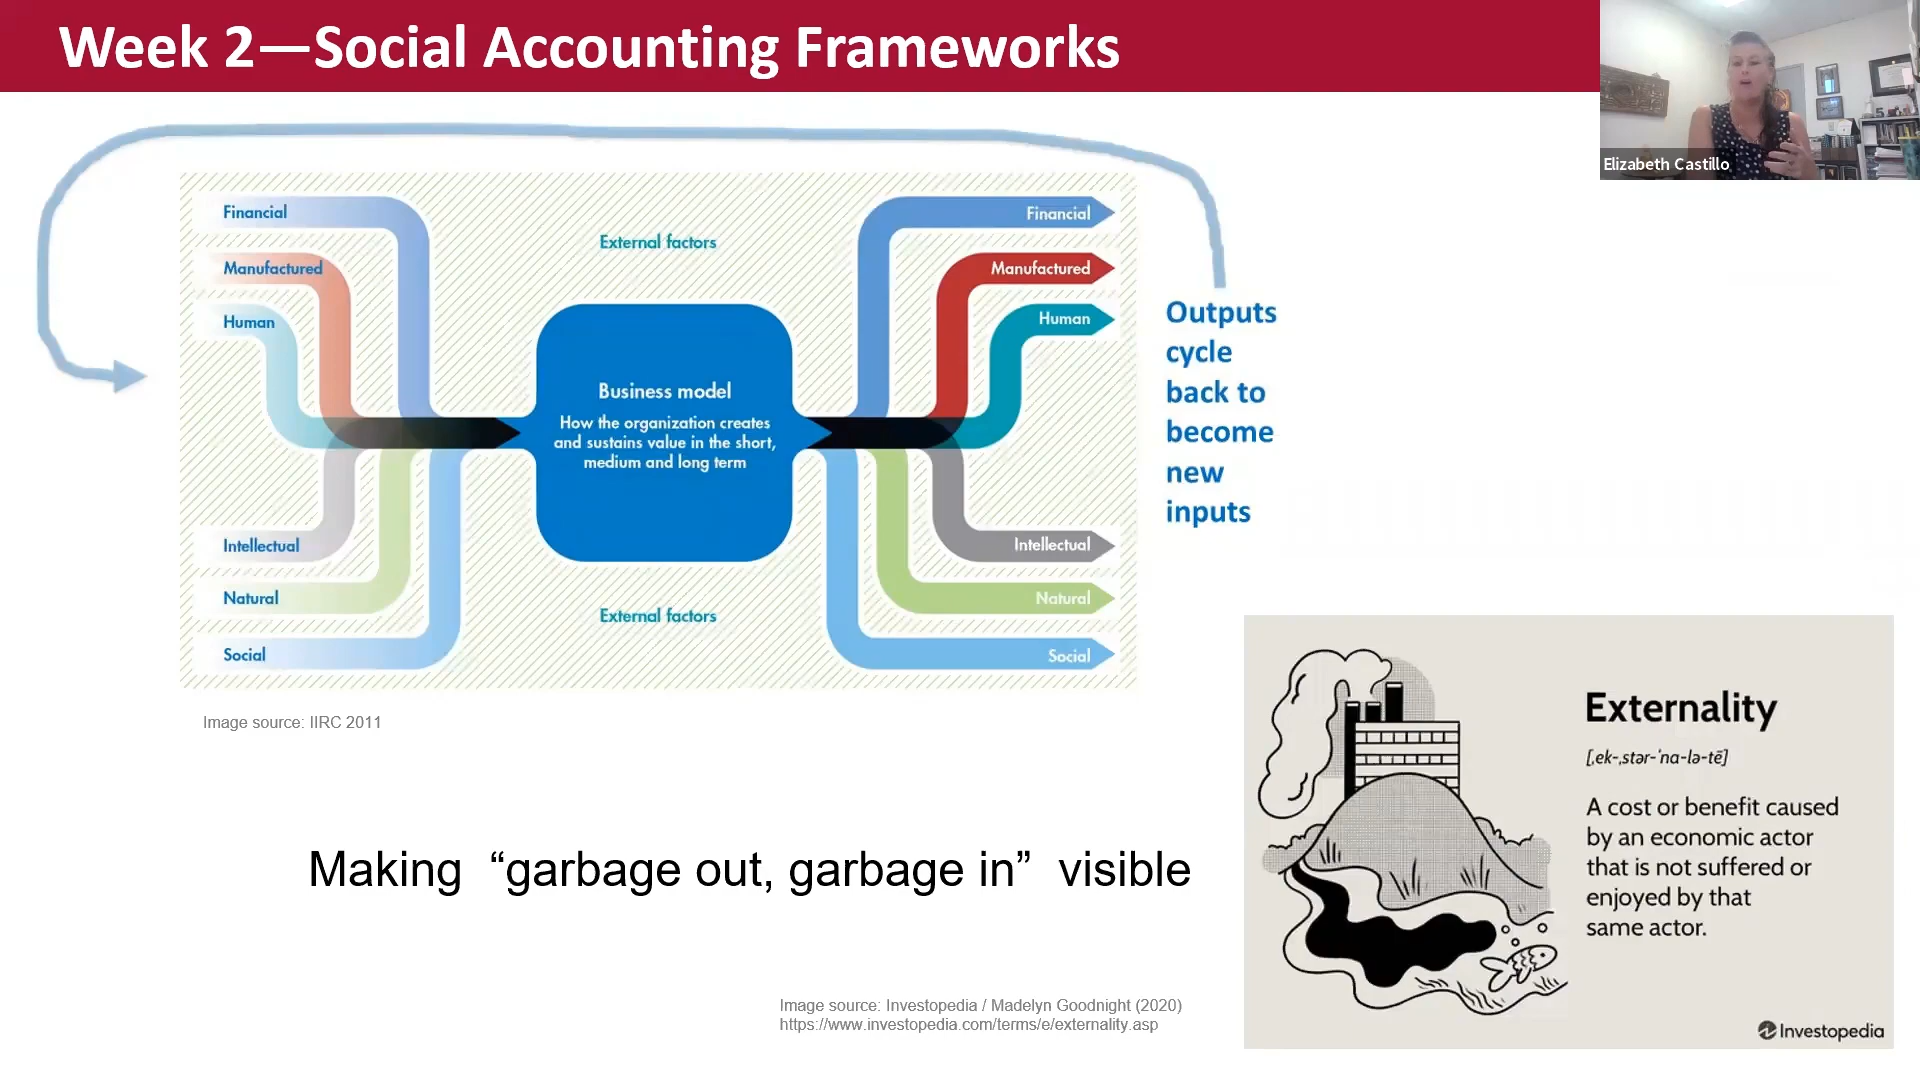 Week 2—Social Accounting Frameworks
Elizabeth Castillo
Financial
Manufactured
Human
Intellectual
Natural
Social
External factors
Business model
How the organization creates
and sustains value in the short,
medium and long term
External factors
Financial
Manufactured
Human
Intellectual
Natural
Social
Outputs
cycle
back to
become
new
inputs
Image source: IIRC 2011
Making “garbage out, garbage in” visible
Externality
[ˌek-ˌstər-ˈna-lə-tē]
A cost or benefit caused
by an economic actor
that is not suffered or
enjoyed by that
same actor.
Investopedia
Image source: Investopedia / Madelyn Goodnight (2020)
https://www.investopedia.com/terms/e/externality.asp